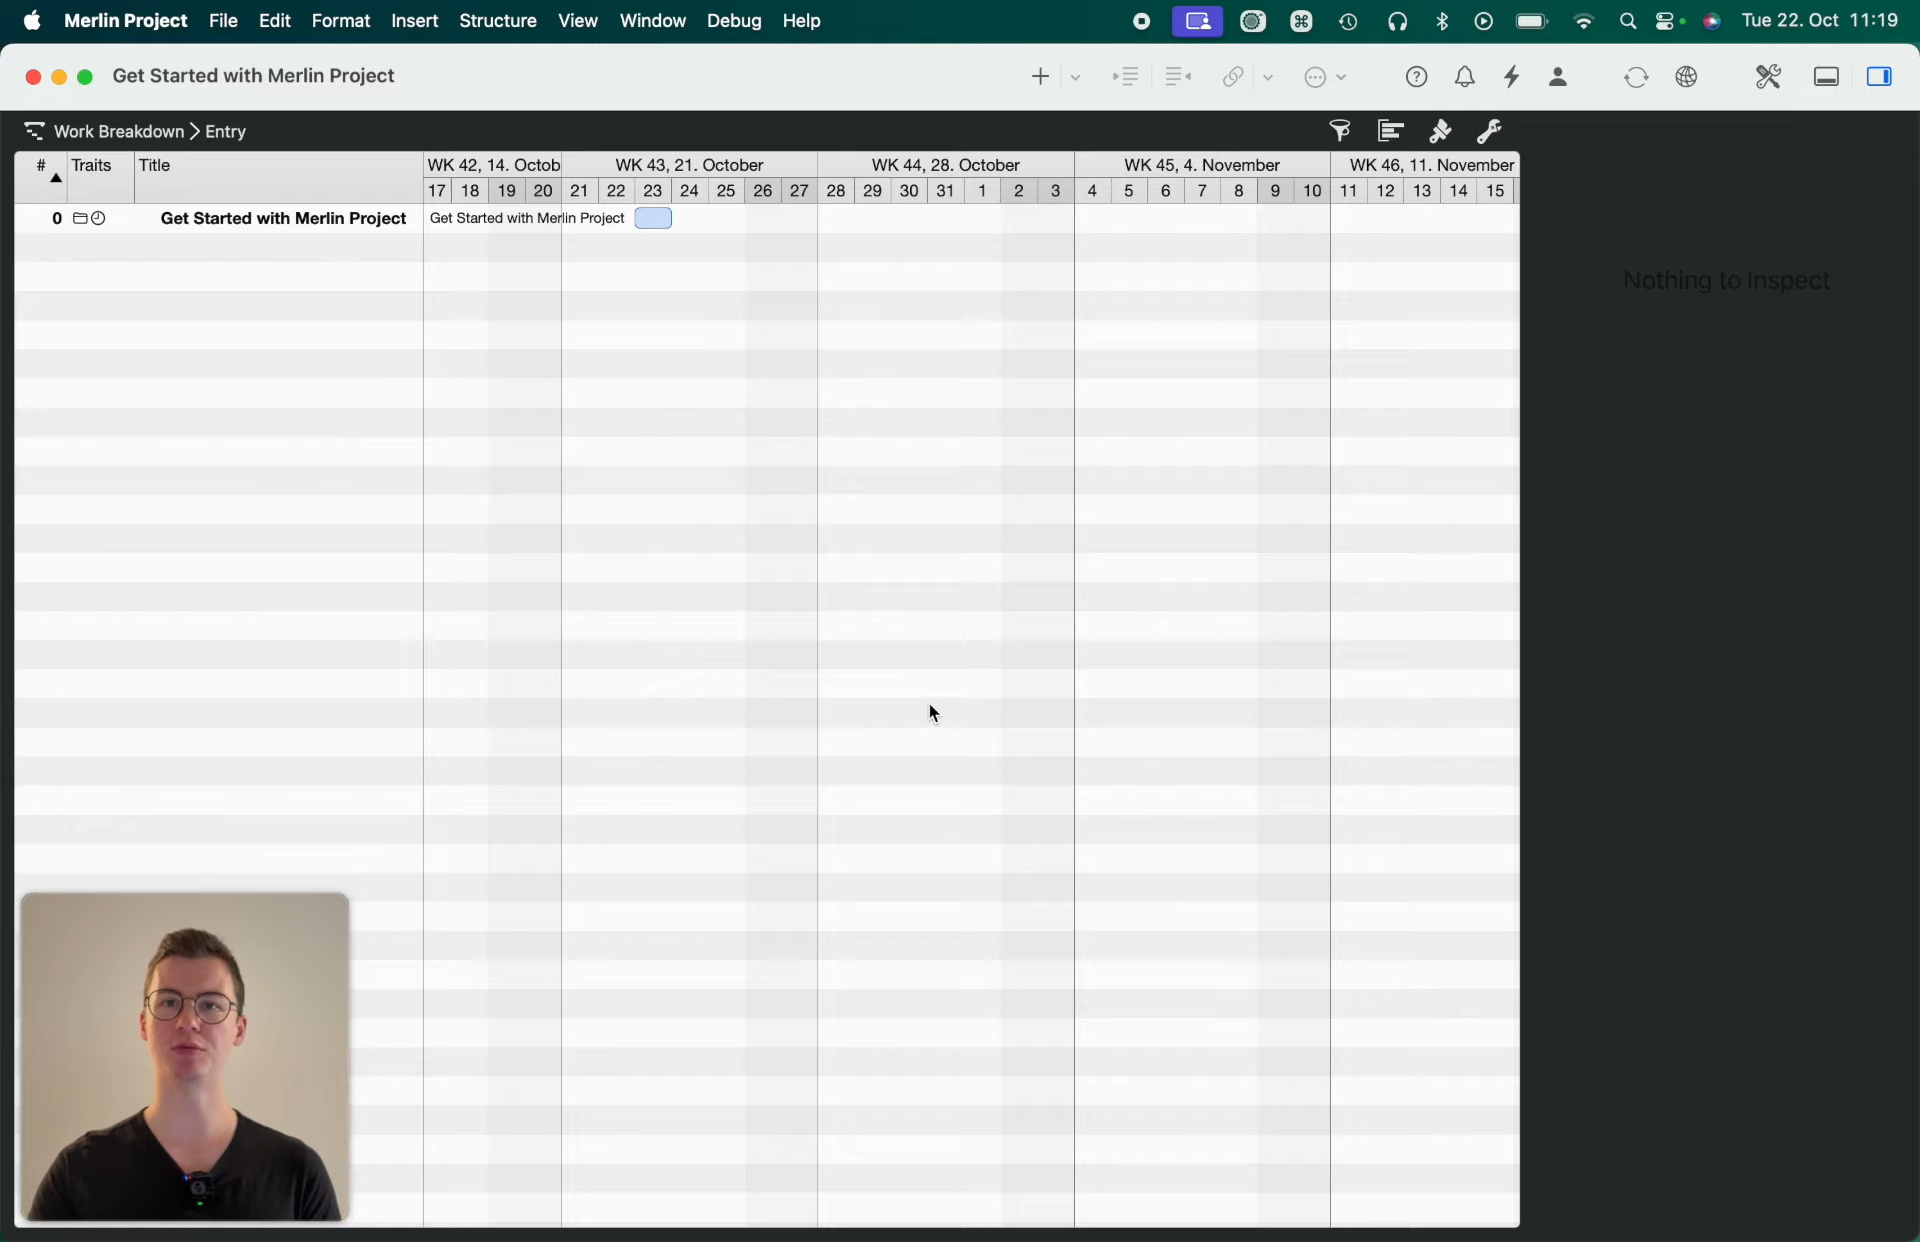 Merlin Project File Edit Format Insert Structure View Window Debug Help Tue 22. Oct 11:19
Get Started with Merlin Project
Work Breakdown Entry
# Traits Title WK 42, 14. Octob WK 43, 21. October WK 44, 28. October WK 45, 4. November WK 46, 11. November
17 18 19 20 21 22 23 24 25 26 27 28 29 30 31 1 2 3 4 5 6 7 8 9 10 11 12 13 14 15
0 Get Started with Merlin Project Get Started with Merlin Project
Nothing to Inspect